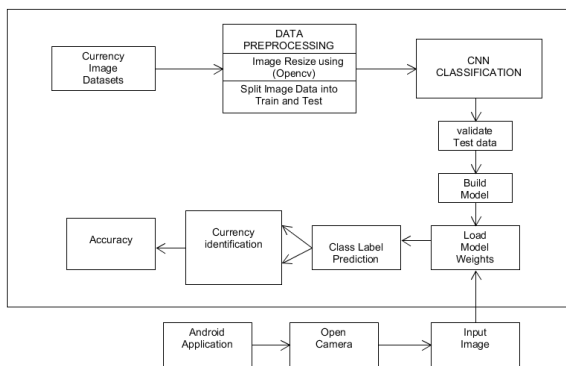 Currency
Image
Datasets
DATA
PREPROCESSING
Image Resize using
(Opencv)
Split Image Data into
Train and Test
CNN
CLASSIFICATION
validate
Test data
Build
Model
Load
Model
Weights
Class Label
Prediction
Currency
identification
Accuracy
Android
Application
Open
Camera
Input
Image